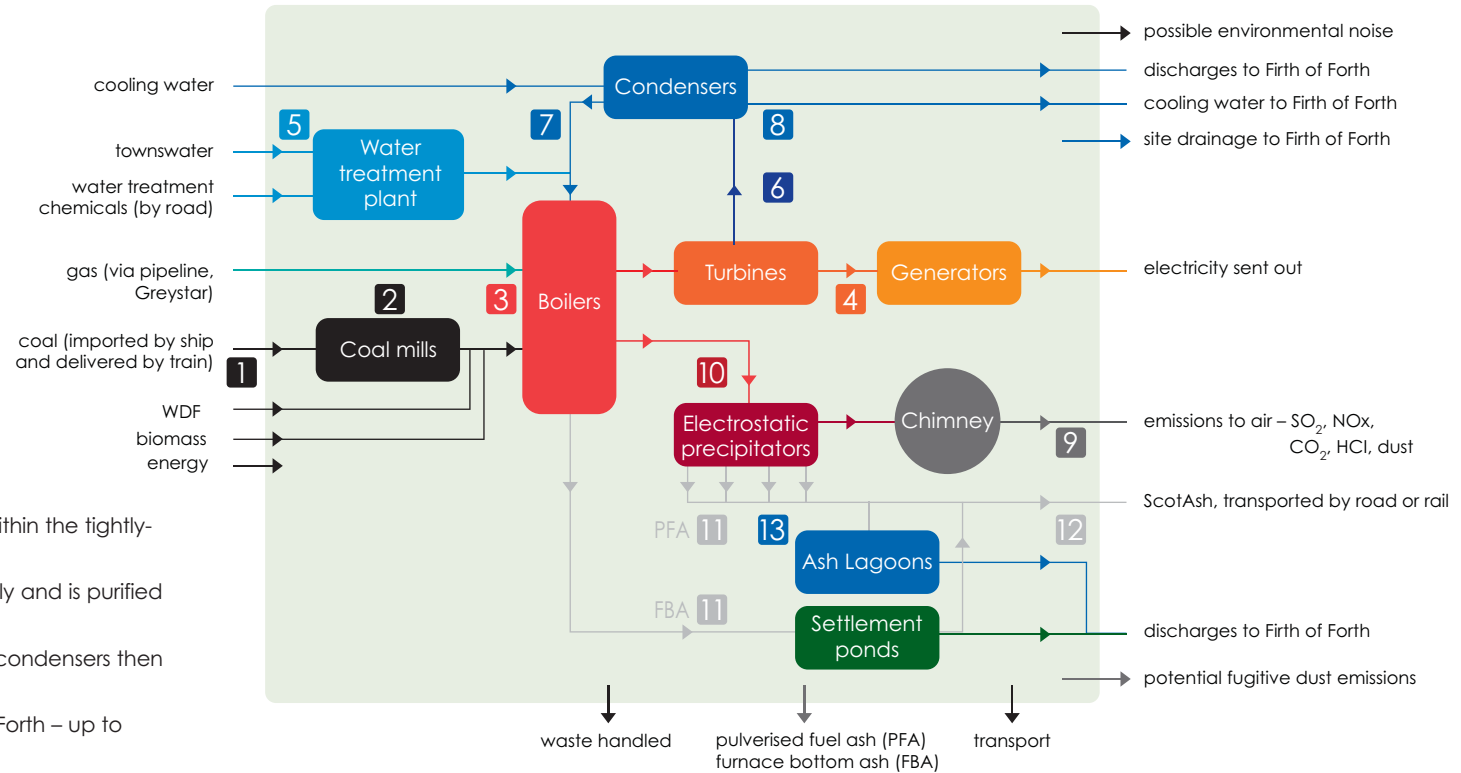 possible environmental noise
cooling water
Condensers
discharges to Firth of Forth
cooling water to Firth of Forth
5
7
8
townswater
Water
treatment
plant
site drainage to Firth of Forth
water treatment
chemicals (by road)
6
gas (via pipeline,
Greystar)
2
3
Boilers
Turbines
4
Generators
electricity sent out
coal (imported by ship
and delivered by train)
1
Coal mills
10
WDF
biomass
energy
Electrostatic
precipitators
Chimney
9
emissions to air – SO₂, NOx,
CO₂, HCl, dust
ScotAsh, transported by road or rail
PFA 11
13
12
Ash Lagoons
FBA 11
Settlement
ponds
discharges to Firth of Forth
potential fugitive dust emissions
waste handled
pulverised fuel ash (PFA)
furnace bottom ash (FBA)
transport
ithin the tightly-
ly and is purified
condensers then
Forth – up to